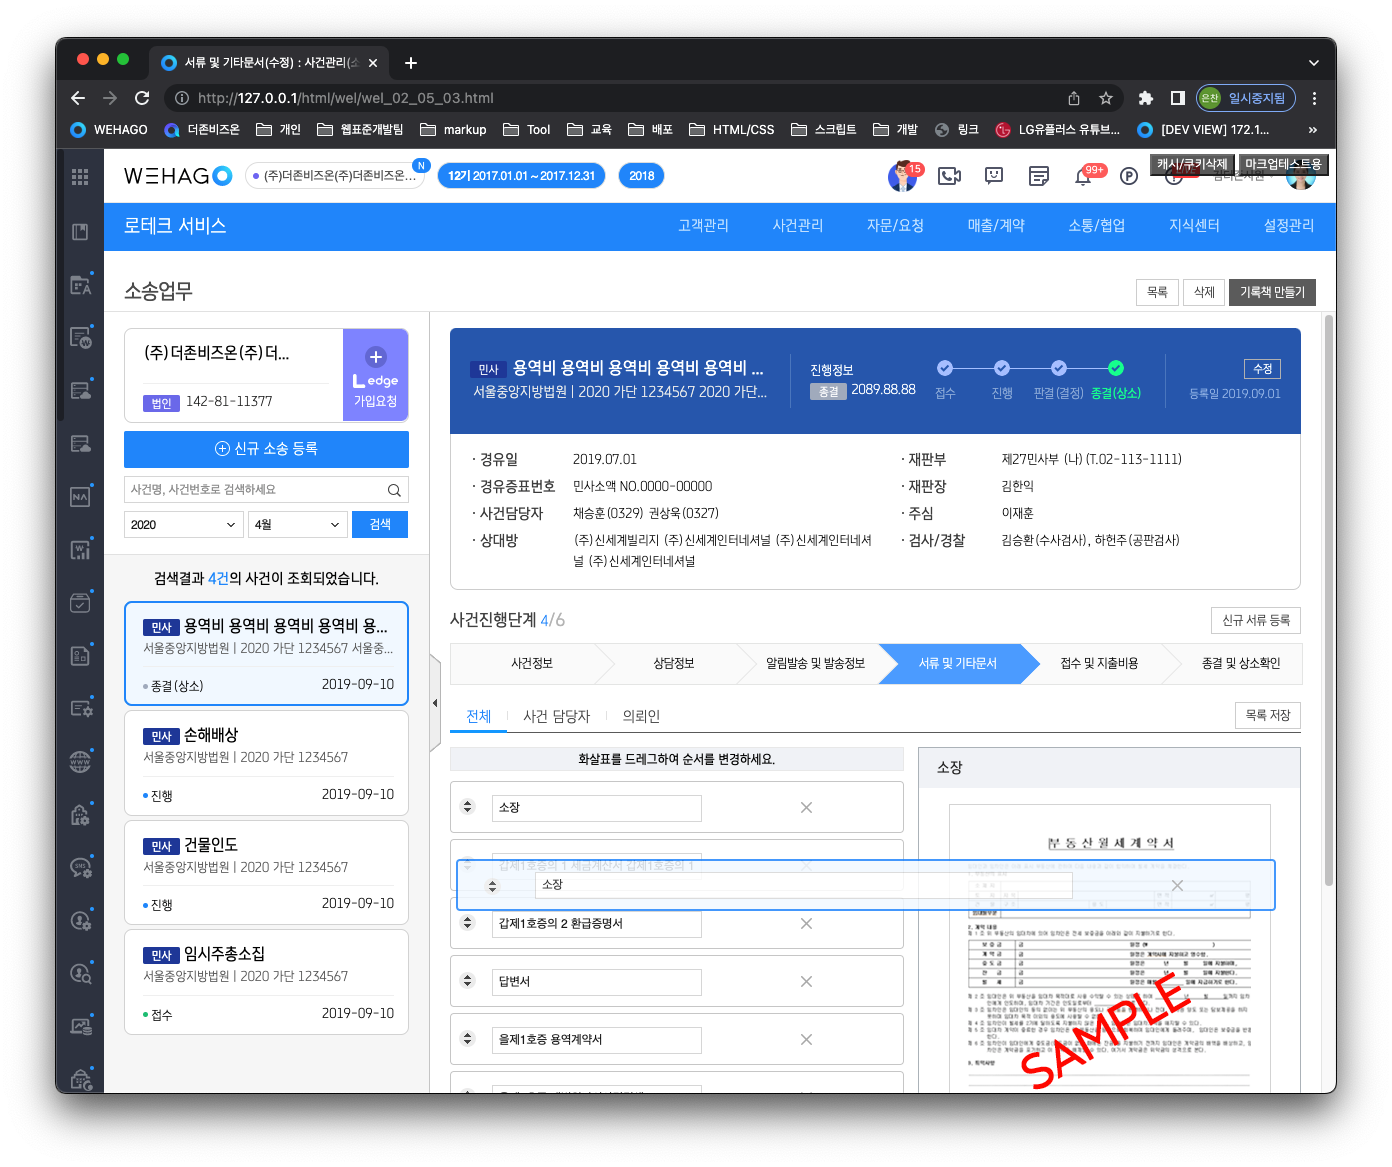 서류 및 기타문서(수정) : 사건관리(소
http://127.0.0.1/html/wel/wel_02_05_03.html
은찬 일시중지됨
WEHAGO 더존비즈온 개인 웹표준개발팀 markup Tool 교육 배포 HTML/CSS 스크립트 개발 링크 LG유플러스 유튜브... [DEV VIEW] 172.1... »
WEHAGO (주)더존비즈온(주)더존비즈온... N 12기 2017.01.01 ~ 2017.12.31 2018 15 99+ 캐시/쿠키삭제 마크업테스트용
로테크 서비스 고객관리 사건관리 자문/요청 매출/계약 소통/협업 지식센터 설정관리
소송업무 목록 삭제 기록책 만들기
(주)더존비즈온(주)더...
법인 142-81-11377
Ledge
가입요청
신규 소송 등록
사건명, 사건번호로 검색하세요
2020 4월 검색
검색결과 4건의 사건이 조회되었습니다.
민사 용역비 용역비 용역비 용역비 용...
서울중앙지방법원 | 2020 가단 1234567 서울중...
종결(상소) 2019-09-10
민사 손해배상
서울중앙지방법원 | 2020 가단 1234567
진행 2019-09-10
민사 건물인도
서울중앙지방법원 | 2020 가단 1234567
진행 2019-09-10
민사 임시주총소집
서울중앙지방법원 | 2020 가단 1234567
접수 2019-09-10
민사 용역비 용역비 용역비 용역비 용역비 ...
서울중앙지방법원 | 2020 가단 1234567 2020 가단...
진행정보
종결 2089.88.88
접수 진행 판결(결정) 종결(상소)
수정
등록일 2019.09.01
· 경유일 2019.07.01
· 경유증표번호 민사소액 NO.0000-00000
· 사건담당자 채승훈(0329) 권상욱(0327)
· 상대방 (주)신세계빌리지 (주)신세계인터네셔널 (주)신세계인터네셔
널 (주)신세계인터네셔널
· 재판부 제27민사부 (나)(T.02-113-1111)
· 재판장 김한익
· 주심 이재훈
· 검사/경찰 김승환(수사검사), 하헌주(공판검사)
사건진행단계 4/6 신규 서류 등록
사건정보 상담정보 알림발송 및 발송정보 서류 및 기타문서 접수 및 지출비용 종결 및 상소확인
전체 사건 담당자 의뢰인 목록 저장
화살표를 드레그하여 순서를 변경하세요.
소장
갑제1호증의 1 세금계산서 갑제1호증의 1
소장
갑제1호증의 2 환급증명서
답변서
을제1호증 용역계약서
소장
부동산월세계약서
SAMPLE